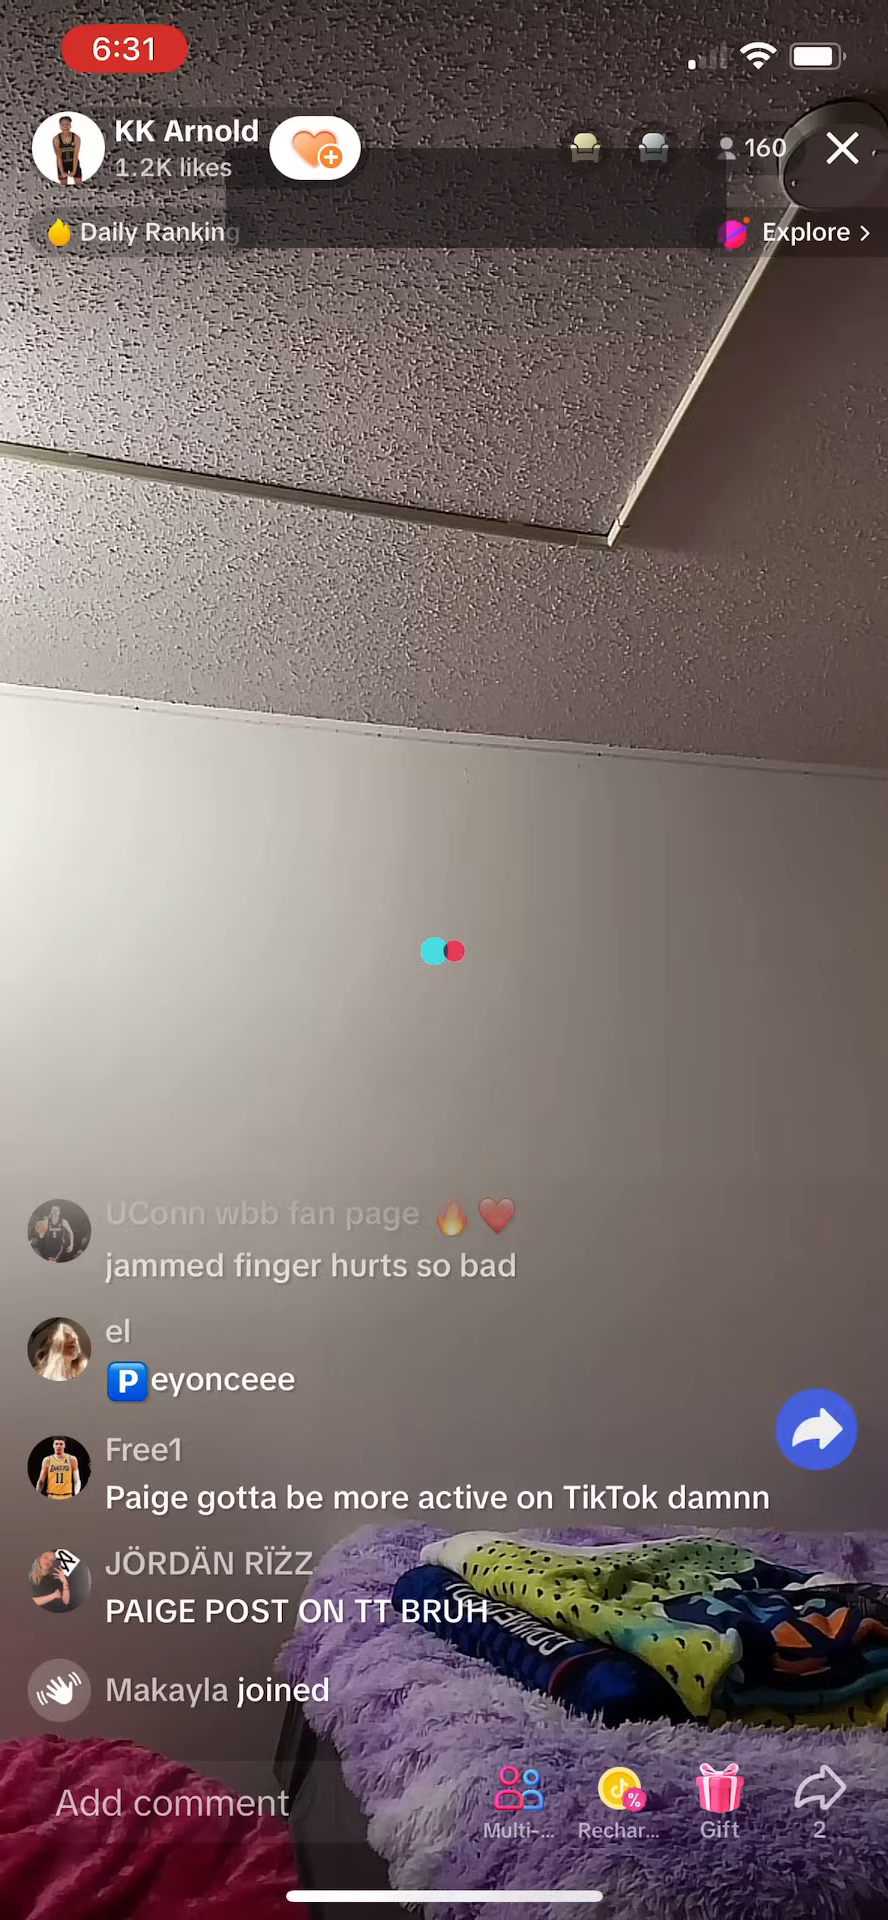 6:31
KK Arnold
1.2K likes
160
Daily Ranking
Explore >
UConn wbb fan page 🔥 ❤️
jammed finger hurts so bad
el
🅿️eyonceee
Free1
Paige gotta be more active on TikTok damnn
JÖRDÄN RÏŻZ
PAIGE POST ON TT BRUH
Makayla joined
Add comment
Multi-...
Rechar...
Gift
2